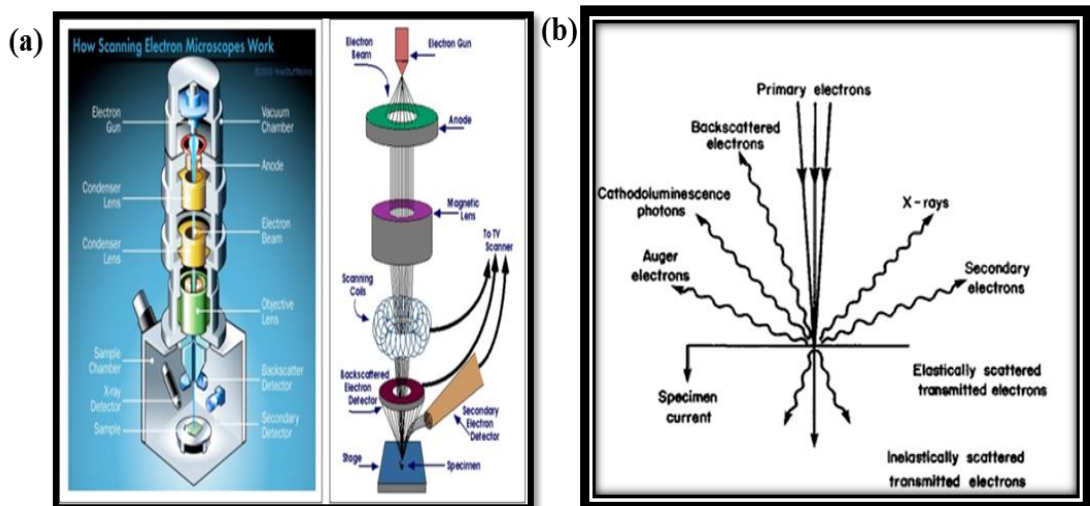 (a)
How Scanning Electron Microscopes Work
Electron
Gun
Vacuum
Chamber
Anode
Condenser
Lens
Electron
Beam
Condenser
Lens
Objective
Lens
Sample
Chamber
Backscatter
Detector
X-ray
Detector
Secondary
Detector
Sample
Electron
Beam
Electron Gun
Anode
Magnetic
Lens
To TV
Scanner
Scanning
Coils
Backscattered
Electron
Detector
Secondary
Electron
Detector
Stage
Specimen
(b)
Primary electrons
Backscattered
electrons
Cathodoluminescence
photons
X-rays
Auger
electrons
Secondary
electrons
Specimen
current
Elastically scattered
transmitted electrons
Inelastically scattered
transmitted electrons